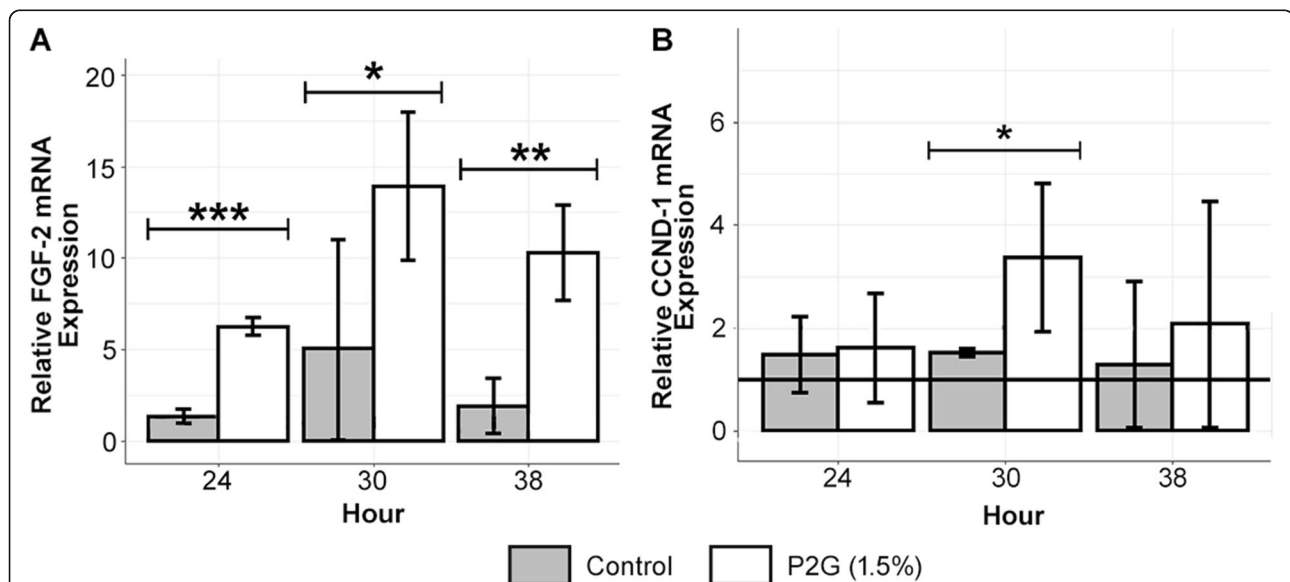 A
Relative FGF-2 mRNA
Expression
20
15
10
5
0
***
*
**
24
30
38
Hour
B
Relative CCND-1 mRNA
Expression
6
4
2
0
*
24
30
38
Hour
Control
P2G (1.5%)